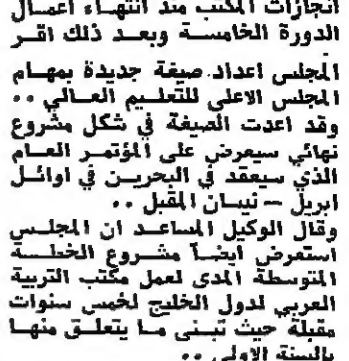 انجازات المكتب منذ انتهاء اعمال
الدورة الخامسة وبعد ذلك اقر
المجلس اعداد صيغة جديدة بمهام
المجلس الاعلى للتعليم العالي ..
وقد اعدت الصيغة في شكل مشروع
نهائي سيعرض على المؤتمر العام
الذي سيعقد في البحرين في اوائل
ابريل – نيسان المقبل ..
وقال الوكيل المساعد ان المجلس
استعرض ايضا مشروع الخطة
المتوسطة المدى لعمل مكتب التربية
العربي لدول الخليج لخمس سنوات
مقبلة حيث تبنى ما يتعلق منها
بالسنة الاولى ..